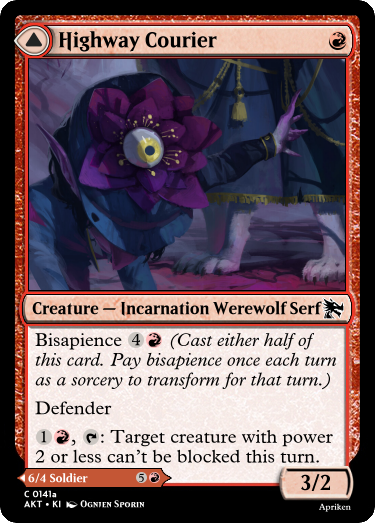 Highway Courier
Creature — Incarnation Werewolf Serf
Bisapience 4 (Cast either half of
this card. Pay bisapience once each turn
as a sorcery to transform for that turn.)
Defender
1 , : Target creature with power
2 or less can't be blocked this turn.
6/4 Soldier 5
3/2
C 0141a
AKT • KI Ognjen Sporin
Apriken